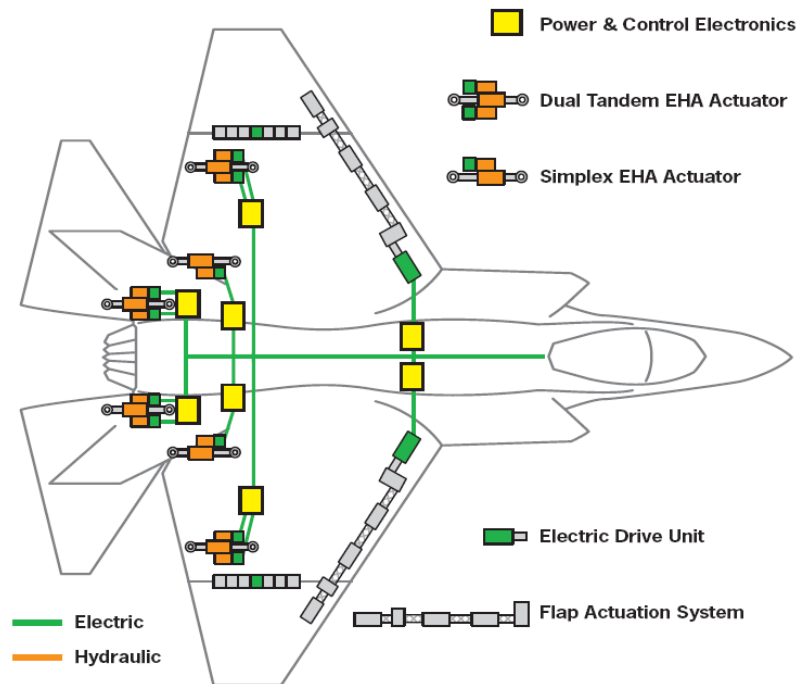 Power & Control Electronics
Dual Tandem EHA Actuator
Simplex EHA Actuator
Electric Drive Unit
Flap Actuation System
Electric
Hydraulic